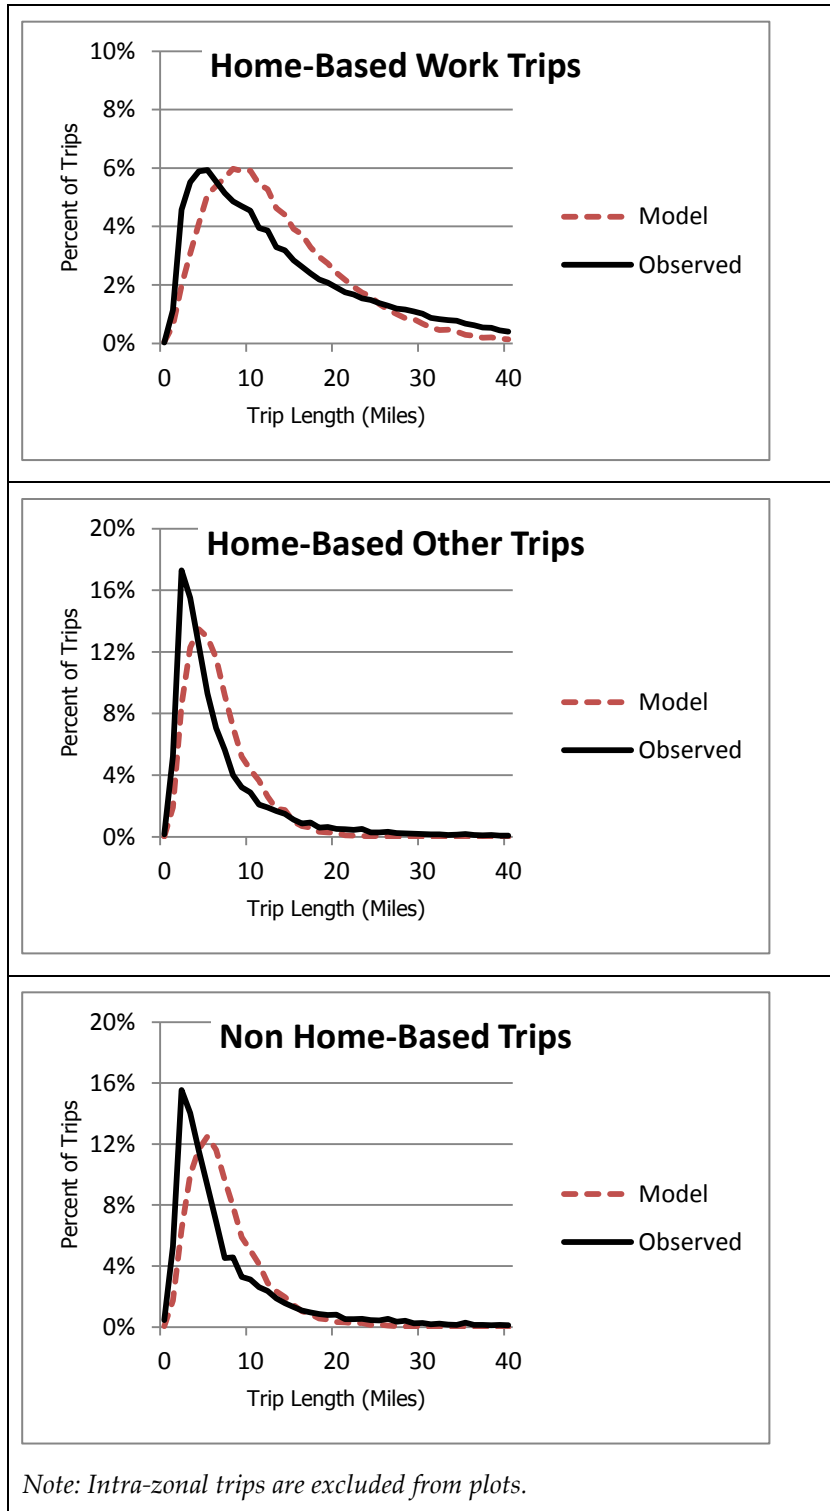 Home-Based Work Trips
10%
8%
6%
4%
2%
0%
Percent of Trips
0 10 20 30 40
Trip Length (Miles)
Model
Observed
Home-Based Other Trips
20%
16%
12%
8%
4%
0%
Percent of Trips
0 10 20 30 40
Trip Length (Miles)
Model
Observed
Non Home-Based Trips
20%
16%
12%
8%
4%
0%
Percent of Trips
0 10 20 30 40
Trip Length (Miles)
Model
Observed
Note: Intra-zonal trips are excluded from plots.